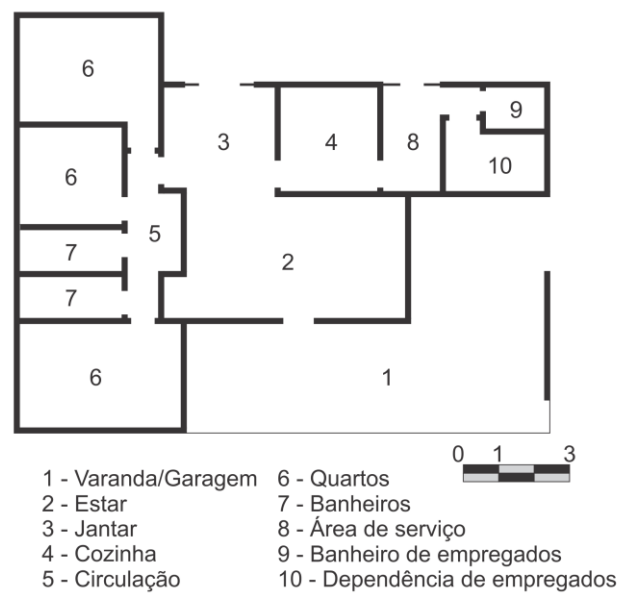 6
9
3
4
8
10
6
5
7
2
7
6
1
0 1 3
1 - Varanda/Garagem 6 - Quartos
2 - Estar 7 - Banheiros
3 - Jantar 8 - Área de serviço
4 - Cozinha 9 - Banheiro de empregados
5 - Circulação 10 - Dependência de empregados